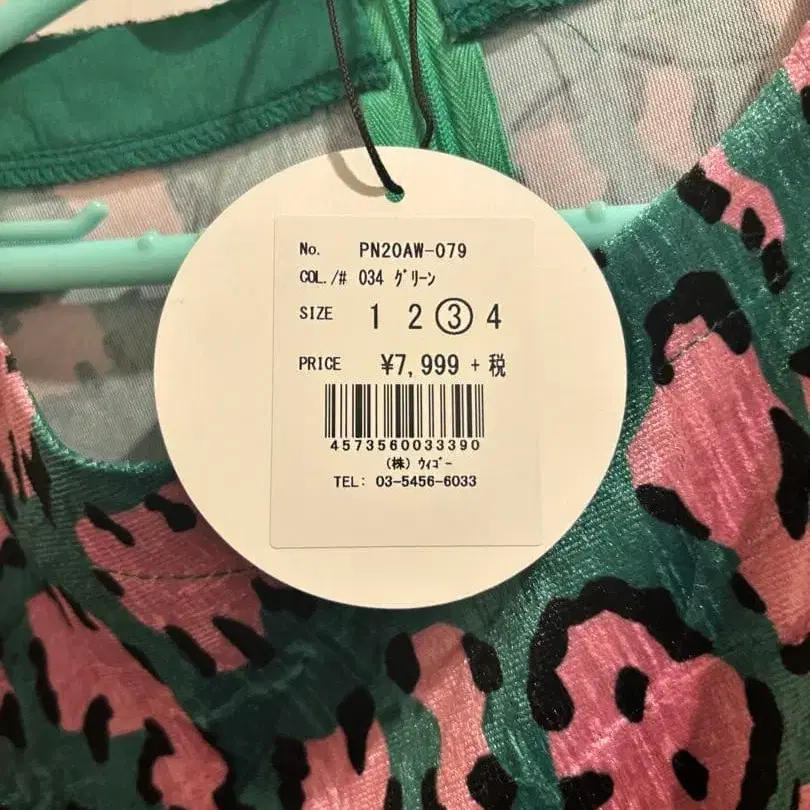 No. PN20AW-079
COL./# 034 ｸﾞﾘｰﾝ
SIZE 1 2 ③ 4
PRICE ¥7,999 + 税
4573560033390
(株) ｳｨｺﾞｰ
TEL: 03-5456-6033